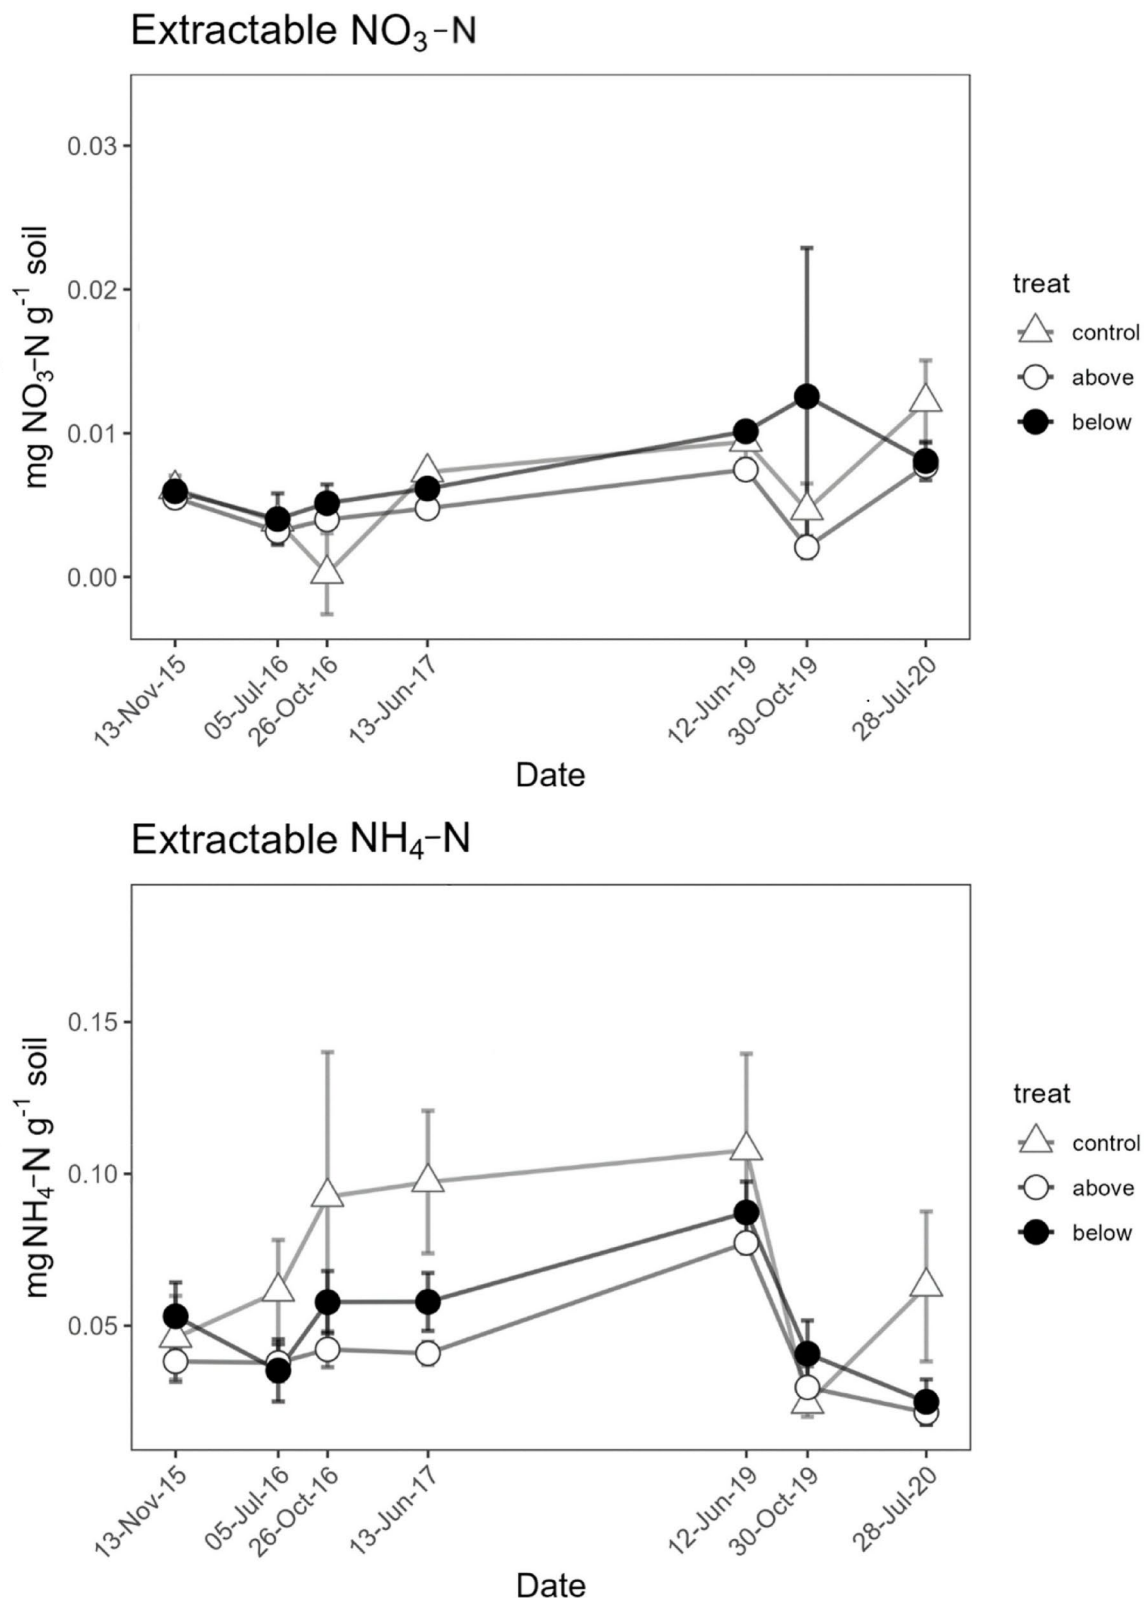 Extractable NO₃-N
mg NO₃-N g⁻¹ soil
0.03
0.02
0.01
0.00
13-Nov-15
05-Jul-16
26-Oct-16
13-Jun-17
12-Jun-19
30-Oct-19
28-Jul-20
Date
treat
control
above
below
Extractable NH₄-N
mgNH₄-N g⁻¹ soil
0.15
0.10
0.05
13-Nov-15
05-Jul-16
26-Oct-16
13-Jun-17
12-Jun-19
30-Oct-19
28-Jul-20
Date
treat
control
above
below